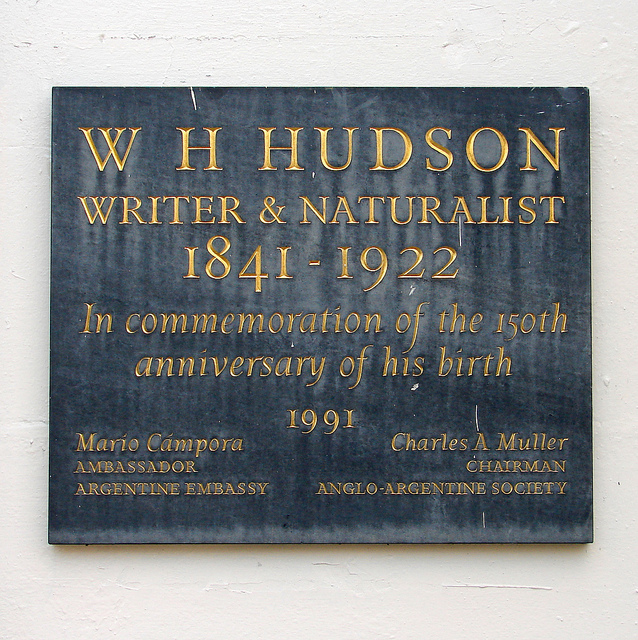 W H HUDSON
WRITER & NATURALIST
1841 - 1922
In commemoration of the 150th
anniversary of his birth
1991
Mario Cámpora
AMBASSADOR
ARGENTINE EMBASSY
Charles A Muller
CHAIRMAN
ANGLO-ARGENTINE SOCIETY